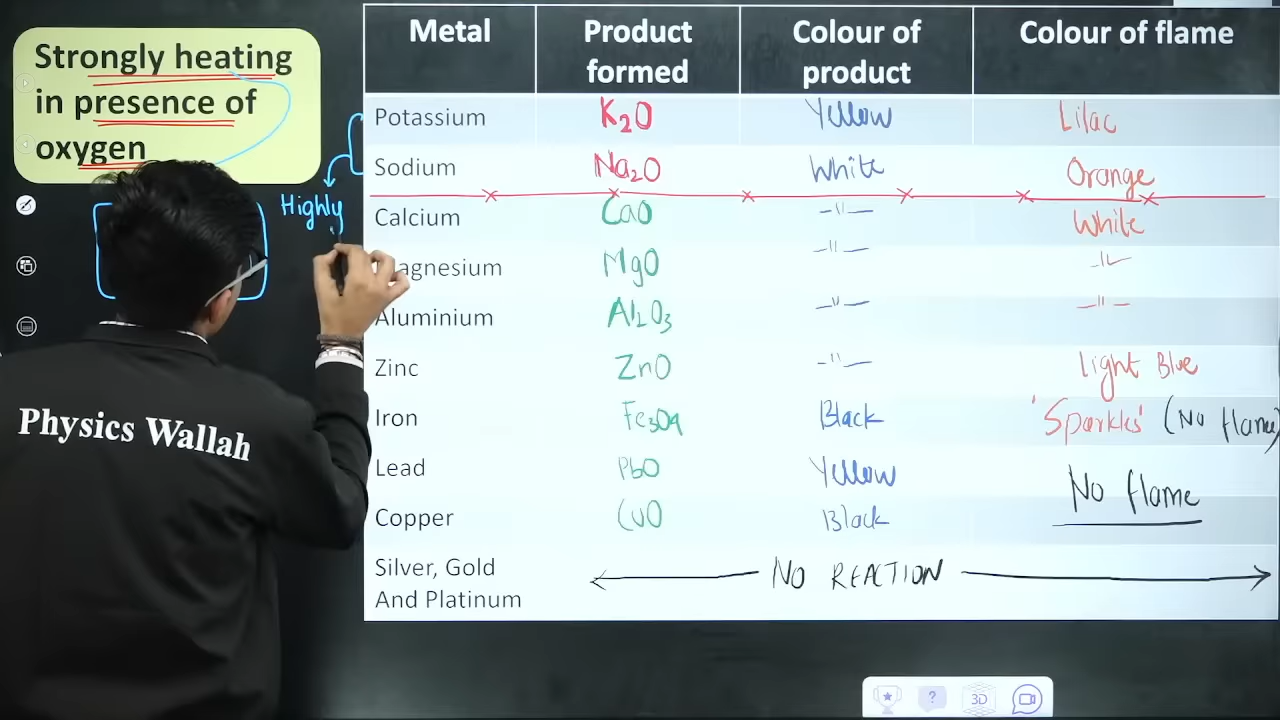 Strongly heating
in presence of
oxygen
Highly
Physics Wallah
Metal Product formed Colour of product Colour of flame
Potassium K₂O Yellow Lilac
Sodium Na₂O White Orange
Calcium CaO -"- White
Magnesium MgO -"- -"-
Aluminium Al₂O₃ -"- -"-
Zinc ZnO -"- Light Blue
Iron Fe₃O₄ Black 'Sparkles' (No flame)
Lead PbO Yellow No flame
Copper CuO Black
Silver, Gold
And Platinum NO REACTION
? 3D